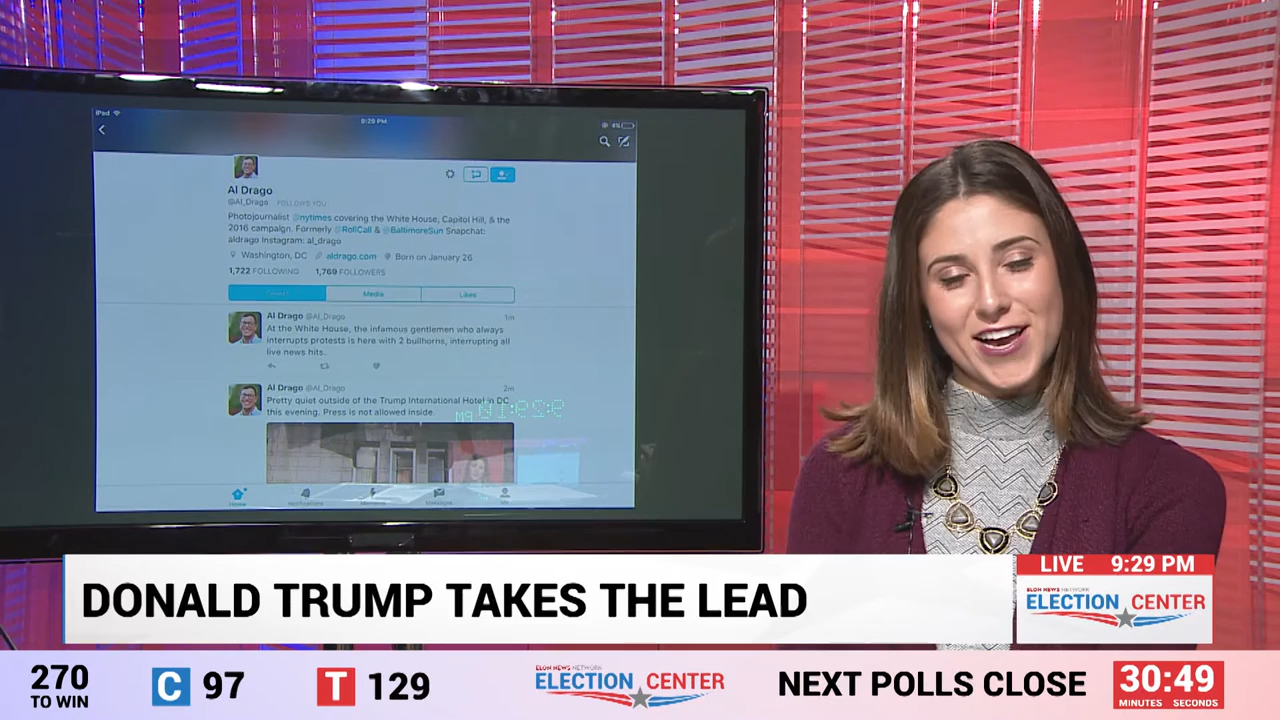 iPad
9:29 PM
4%
Al Drago
@Al_Drago FOLLOWS YOU
Photojournalist @nytimes covering the White House, Capitol Hill, & the
2016 campaign. Formerly @RollCall & @BaltimoreSun Snapchat:
aldrago Instagram: al_drago
Washington, DC aldrago.com Born on January 26
1,722 FOLLOWING 1,769 FOLLOWERS
Tweets Media Likes
Al Drago @Al_Drago 1m
At the White House, the infamous gentlemen who always
interrupts protests is here with 2 bullhorns, interrupting all
live news hits.
Al Drago @Al_Drago 2m
Pretty quiet outside of the Trump International Hotel in DC
this evening. Press is not allowed inside.
Home Notifications Moments Messages Me
DONALD TRUMP TAKES THE LEAD
LIVE 9:29 PM
ELON NEWS NETWORK
ELECTION CENTER
270
TO WIN
C 97
T 129
ELON NEWS NETWORK
ELECTION CENTER
NEXT POLLS CLOSE
30:49
MINUTES SECONDS